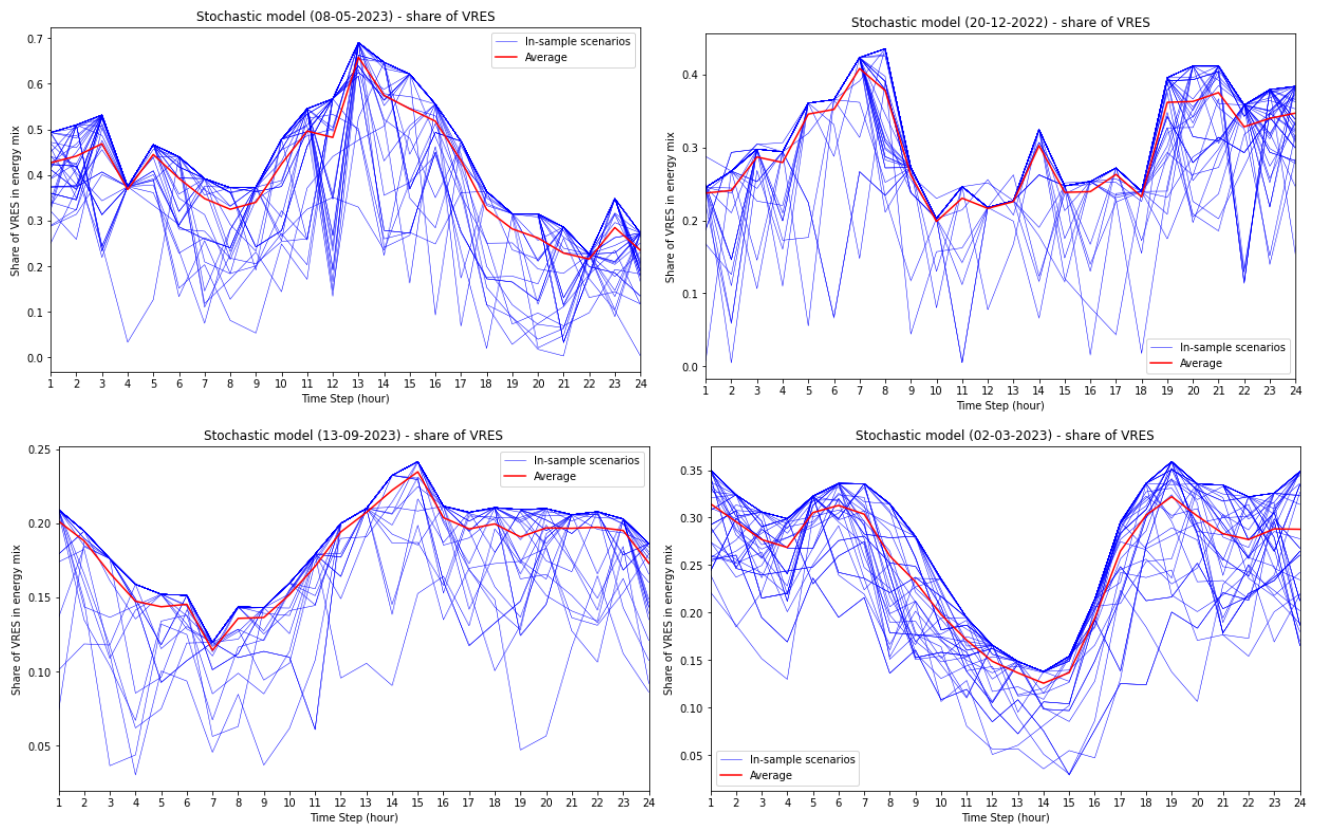 Stochastic model (08-05-2023) - share of VRES
In-sample scenarios
Average
0.7
0.6
0.5
0.4
0.3
0.2
0.1
0.0
Share of VRES in energy mix
1 2 3 4 5 6 7 8 9 10 11 12 13 14 15 16 17 18 19 20 21 22 23 24
Time Step (hour)
Stochastic model (20-12-2022) - share of VRES
0.4
0.3
0.2
0.1
0.0
Share of VRES in energy mix
In-sample scenarios
Average
1 2 3 4 5 6 7 8 9 10 11 12 13 14 15 16 17 18 19 20 21 22 23 24
Time Step (hour)
Stochastic model (13-09-2023) - share of VRES
In-sample scenarios
Average
0.25
0.20
0.15
0.10
0.05
Share of VRES in energy mix
1 2 3 4 5 6 7 8 9 10 11 12 13 14 15 16 17 18 19 20 21 22 23 24
Time Step (hour)
Stochastic model (02-03-2023) - share of VRES
0.35
0.30
0.25
0.20
0.15
0.10
0.05
Share of VRES in energy mix
In-sample scenarios
Average
1 2 3 4 5 6 7 8 9 10 11 12 13 14 15 16 17 18 19 20 21 22 23 24
Time Step (hour)